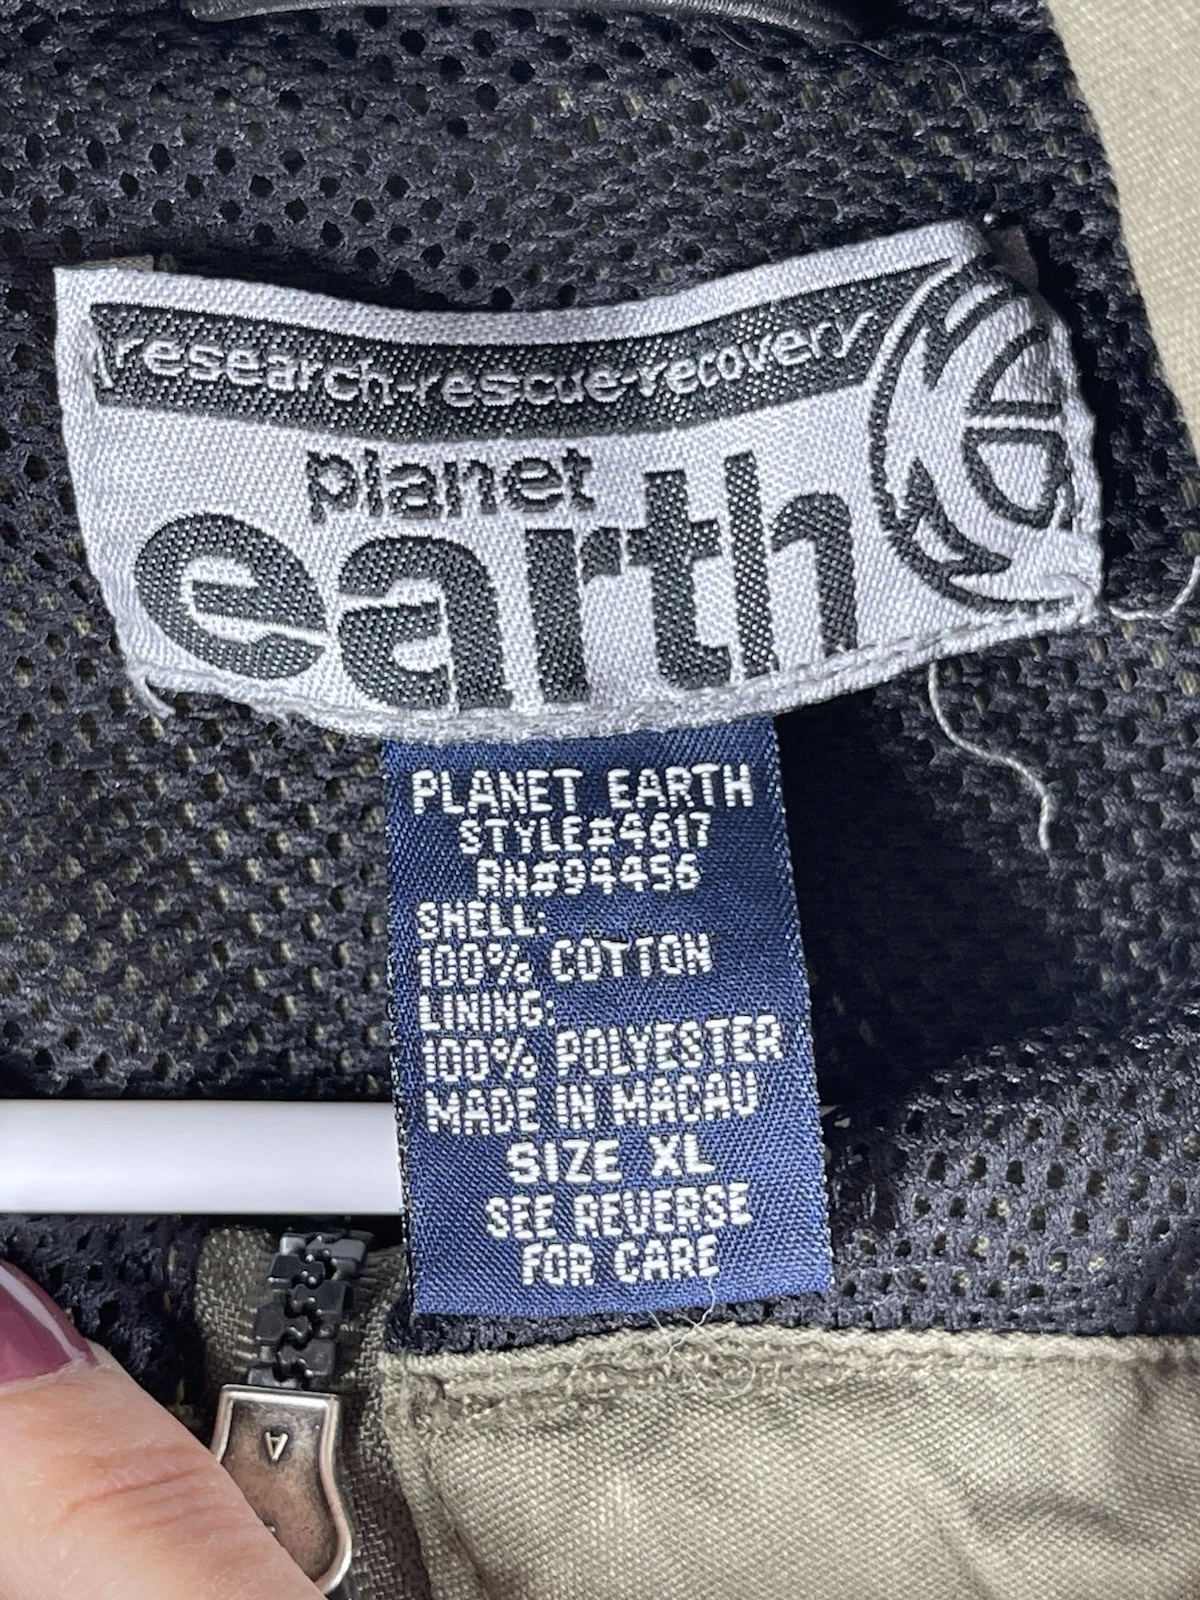 research-rescue-recovery
planet
earth
PLANET EARTH
STYLE#4617
RN#94456
SHELL:
100% COTTON
LINING:
100% POLYESTER
MADE IN MACAU
SIZE XL
SEE REVERSE
FOR CARE
A